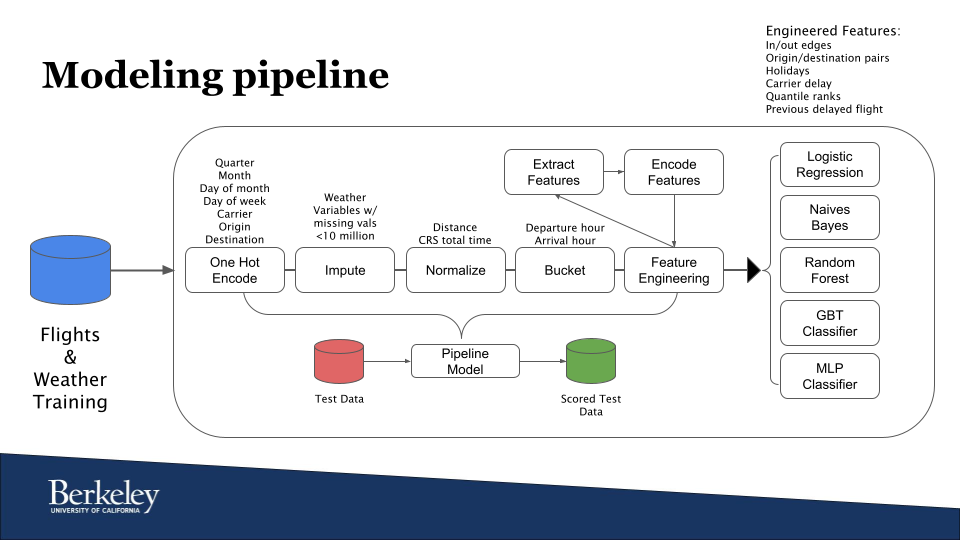 Modeling pipeline
Engineered Features:
In/out edges
Origin/destination pairs
Holidays
Carrier delay
Quantile ranks
Previous delayed flight
Flights
&
Weather
Training
Quarter
Month
Day of month
Day of week
Carrier
Origin
Destination
One Hot
Encode
Weather
Variables w/
missing vals
<10 million
Impute
Distance
CRS total time
Normalize
Departure hour
Arrival hour
Bucket
Extract
Features
Encode
Features
Feature
Engineering
Logistic
Regression
Naives
Bayes
Random
Forest
GBT
Classifier
MLP
Classifier
Test Data
Pipeline
Model
Scored Test
Data
Berkeley
UNIVERSITY OF CALIFORNIA